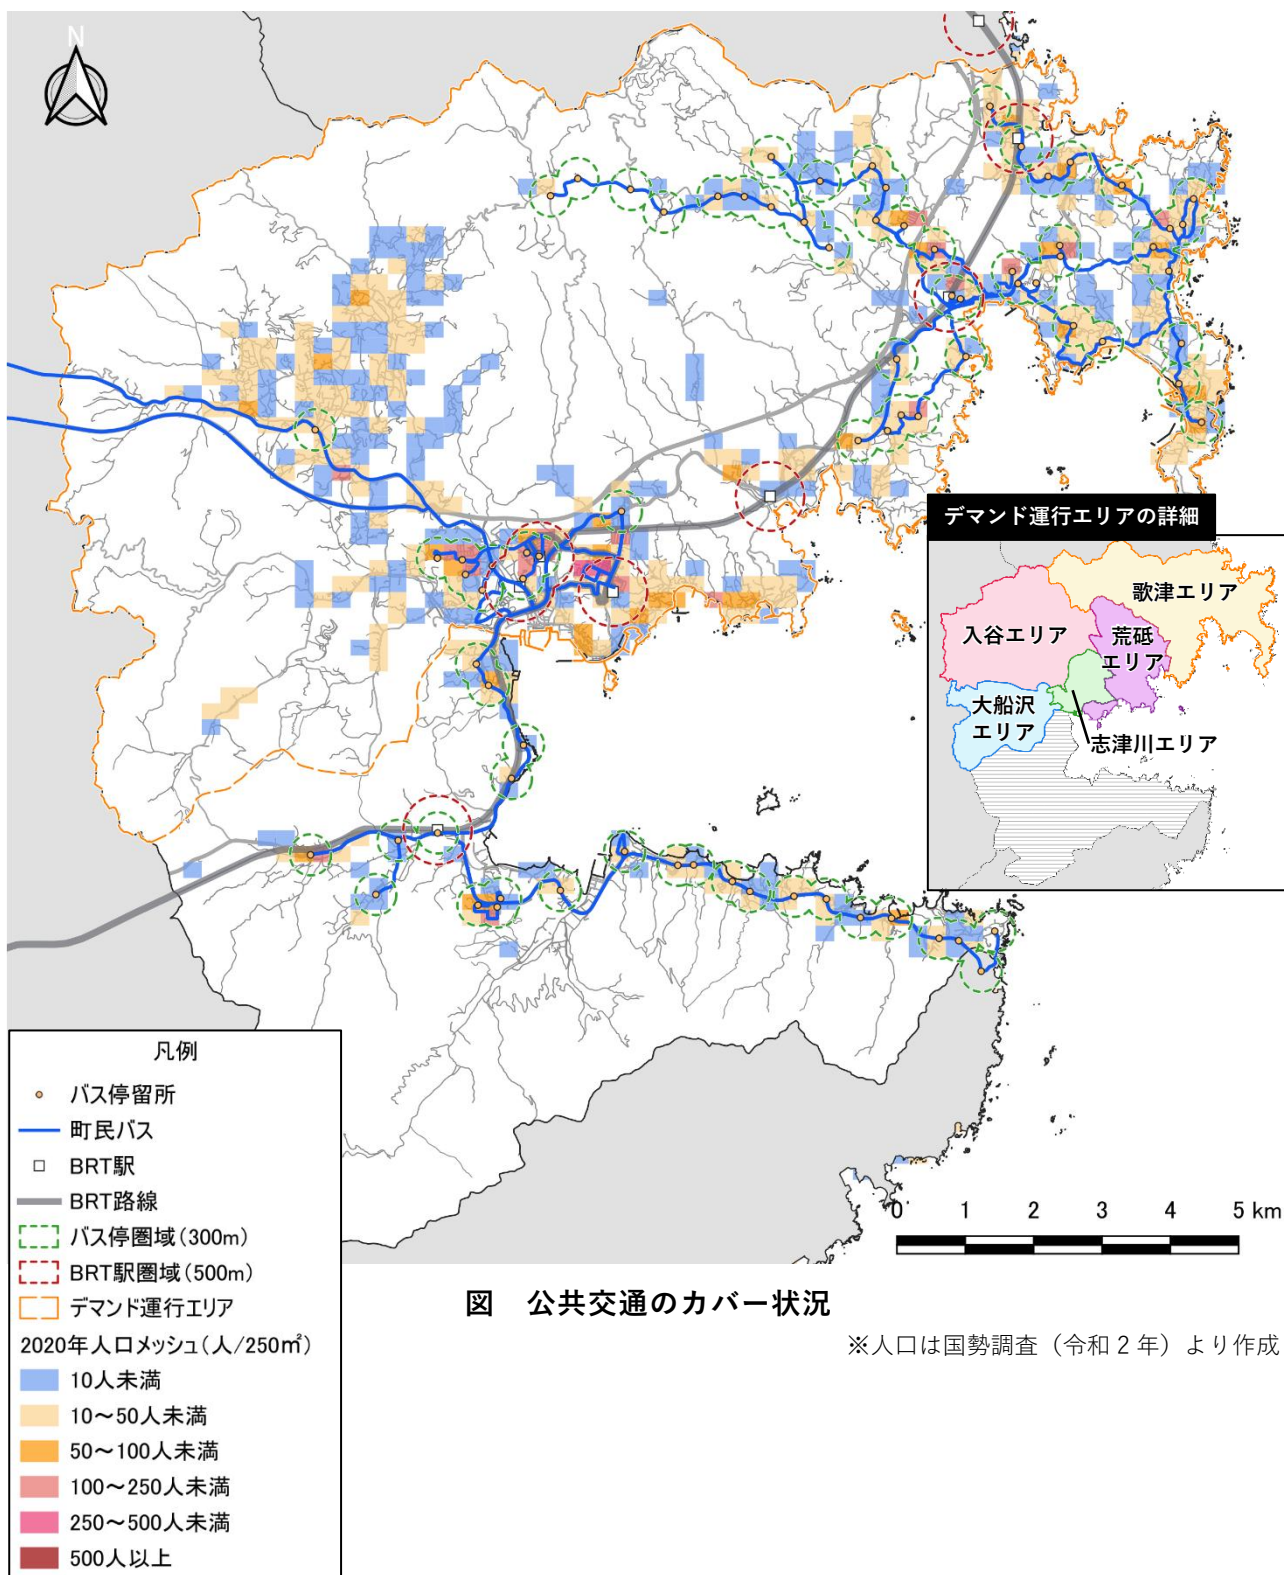 N
デマンド運行エリアの詳細
歌津エリア
入谷エリア
荒砥
エリア
大船沢
エリア
志津川エリア
凡例
バス停留所
町民バス
BRT駅
BRT路線
バス停圏域(300m)
BRT駅圏域(500m)
デマンド運行エリア
2020年人口メッシュ(人/250㎡)
10人未満
10~50人未満
50~100人未満
100~250人未満
250~500人未満
500人以上
0 1 2 3 4 5 km
図 公共交通のカバー状況
※人口は国勢調査(令和2年)より作成